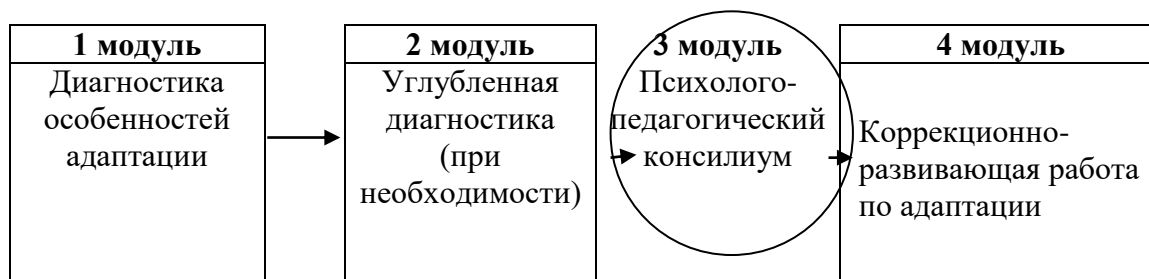 1 модуль
Диагностика
особенностей
адаптации
2 модуль
Углубленная
диагностика
(при
необходимости)
3 модуль
Психолого-
педагогический
консилиум
4 модуль
Коррекционно-
развивающая работа
по адаптации